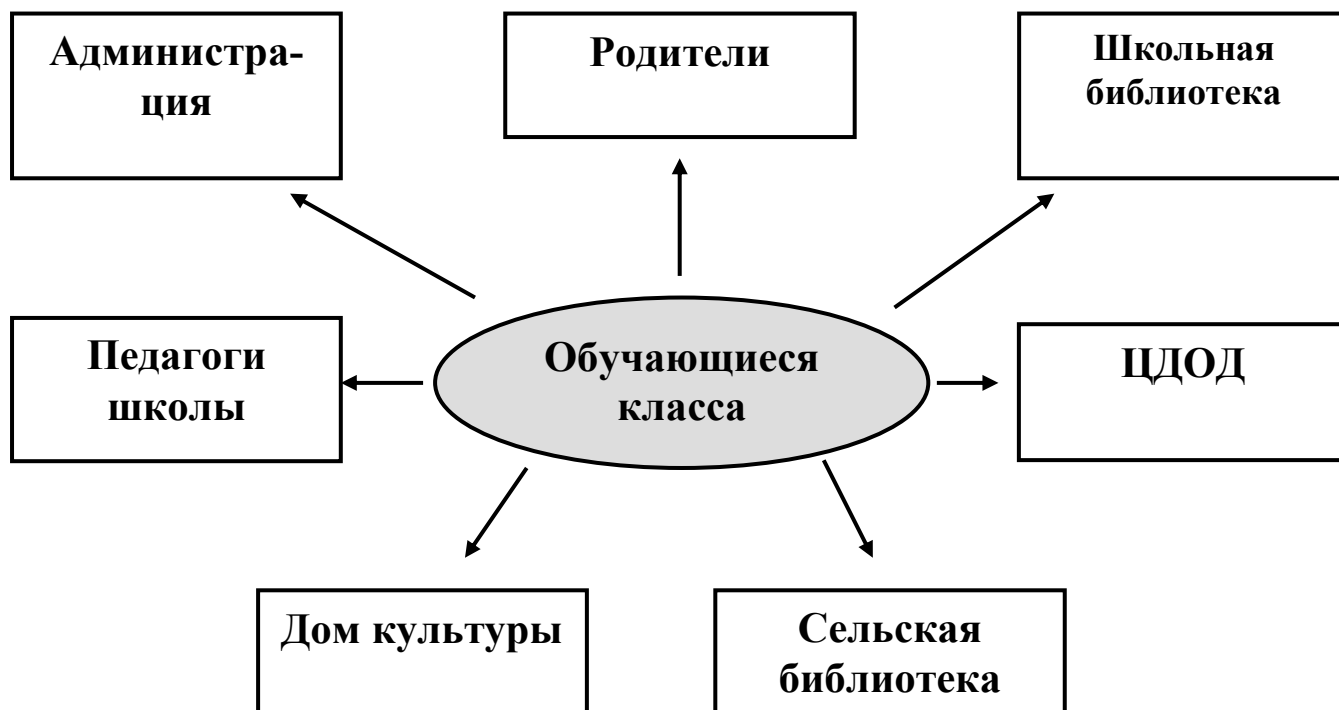 Администра-
ция
Родители
Школьная
библиотека
Педагоги
школы
Обучающиеся
класса
ЦДОД
Дом культуры
Сельская
библиотека